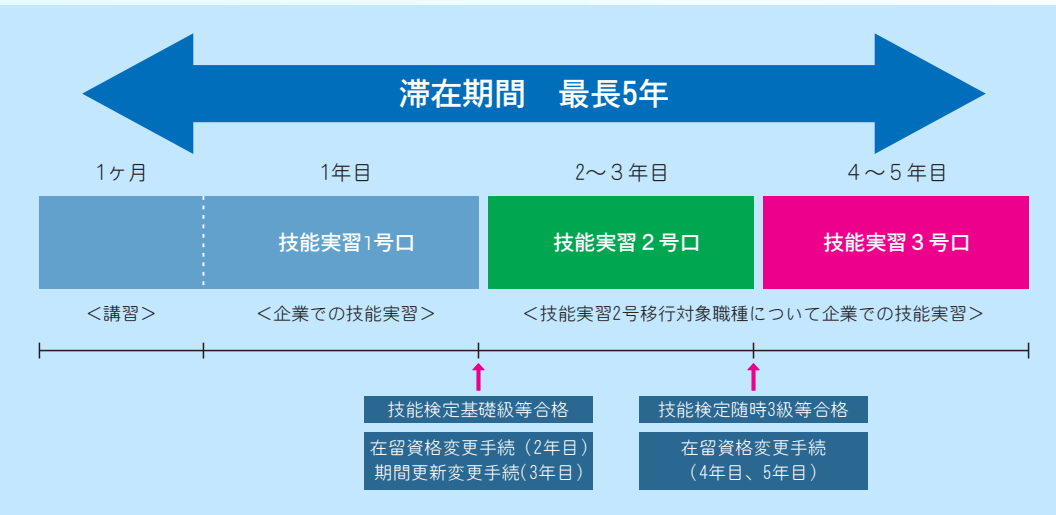 滞在期間　最長5年
1ヶ月
1年目
2〜3年目
4〜5年目
技能実習1号ロ
技能実習２号ロ
技能実習３号ロ
＜講習＞
＜企業での技能実習＞
＜技能実習2号移行対象職種について企業での技能実習＞
技能検定基礎級等合格
在留資格変更手続（2年目）
期間更新変更手続(3年目）
技能検定随時3級等合格
在留資格変更手続
（4年目、5年目）